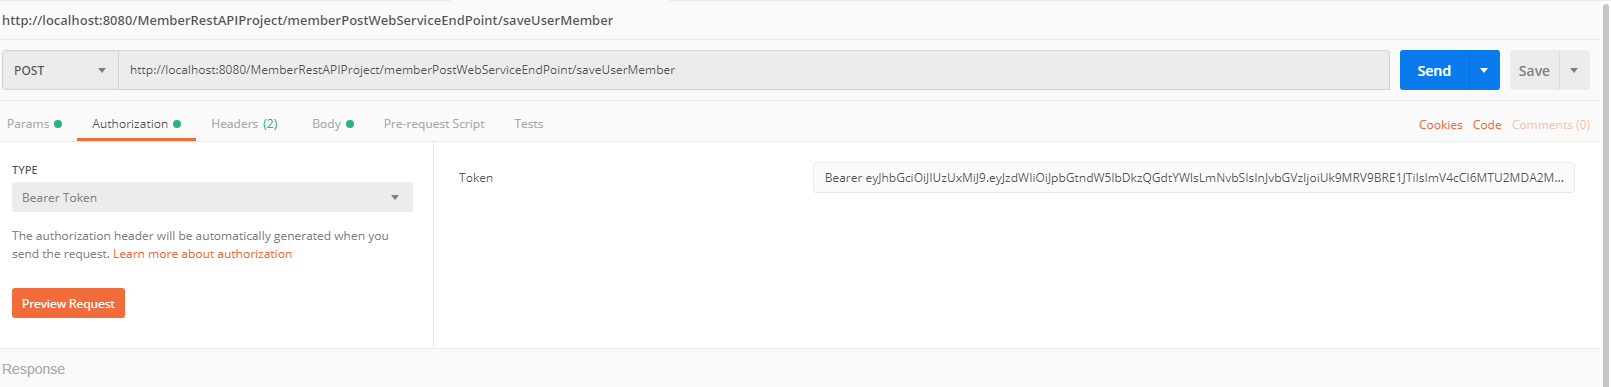 http://localhost:8080/MemberRestAPIProject/memberPostWebServiceEndPoint/saveUserMember
POST http://localhost:8080/MemberRestAPIProject/memberPostWebServiceEndPoint/saveUserMember Send Save
Params Authorization Headers (2) Body Pre-request Script Tests Cookies Code Comments (0)
TYPE
Token Bearer eyJhbGciOiJIUzUxMiJ9.eyJzdWIiOiJpbGtndW5lbDkzQGdtYWlsLmNvbSIsInJvbGVzIjoiUk9MRV9BRE1JTiIsImV4cCI6MTU2MDA2M...
Bearer Token
The authorization header will be automatically generated when you
send the request. Learn more about authorization
Preview Request
Response